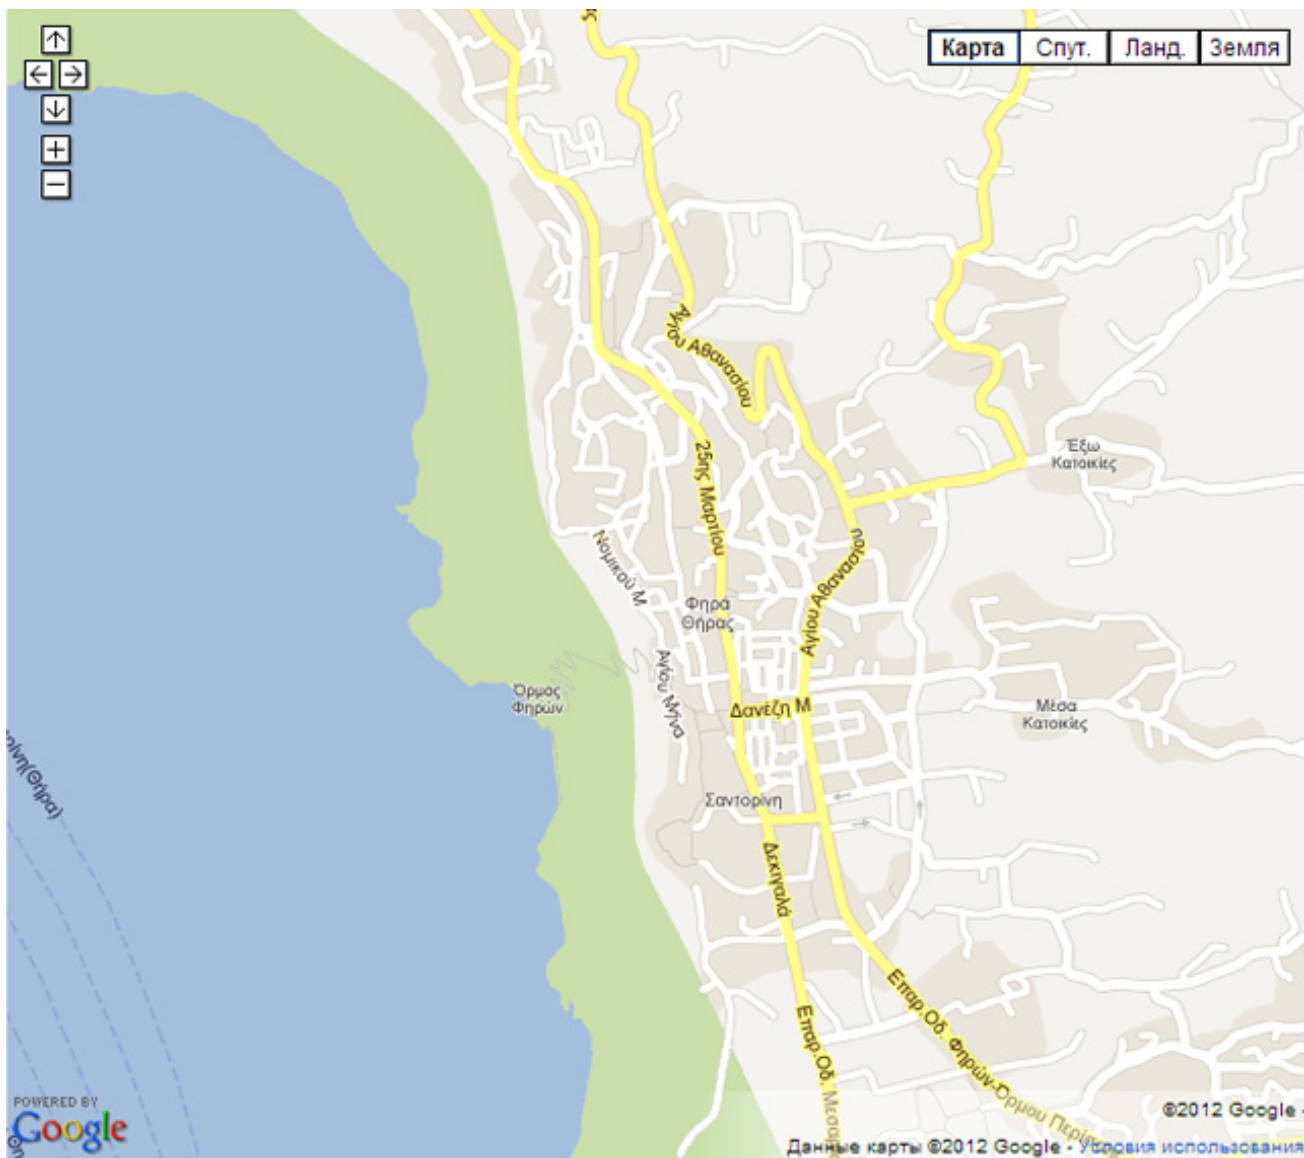 Карта
Спут.
Ланд.
Земля
Αγίου Αθανασίου
25ης Μαρτίου
Έξω
Κατοικίες
Νομικού Μ
Αγίου Αθανασίου
Φηρά
Θήρας
Αγίου Μηνά
Όρμος
Φηρών
Δανέζη Μ
Μέσα
Κατοικίες
Σαντορίνη
Δεκιγαλά
Επαρ.Οδ.
Επαρ.Οδ. Φηρών-Όρμου
POWERED BY
Google
©2012 Google -
Данные карты ©2012 Google - Условия использования